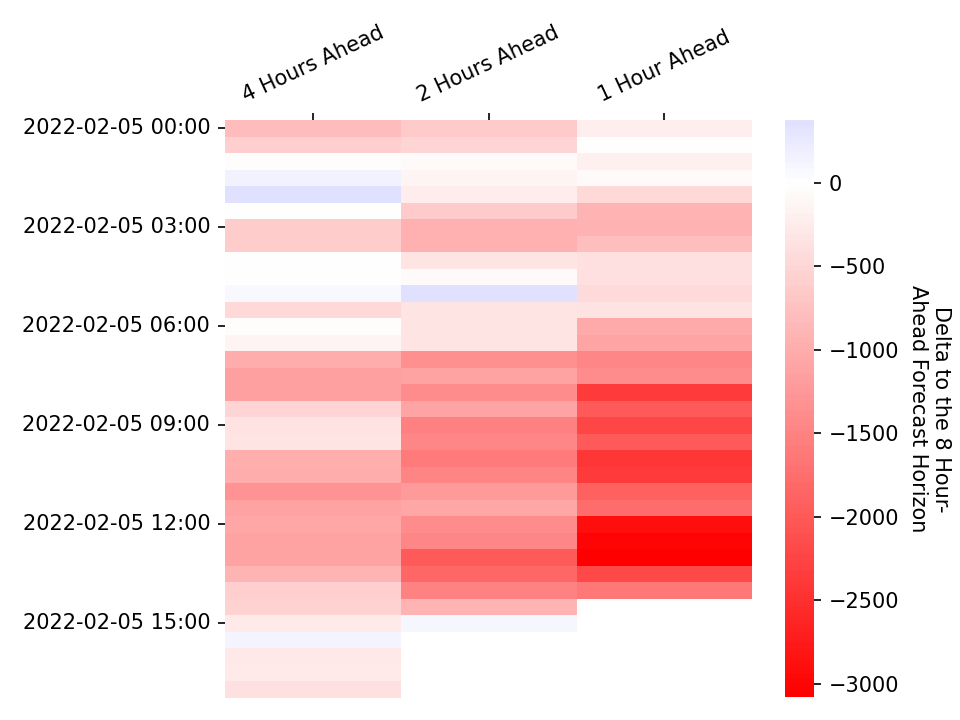 4 Hours Ahead
2 Hours Ahead
1 Hour Ahead
2022-02-05 00:00
2022-02-05 03:00
2022-02-05 06:00
2022-02-05 09:00
2022-02-05 12:00
2022-02-05 15:00
0
−500
−1000
−1500
−2000
−2500
−3000
Delta to the 8 Hour-
Ahead Forecast Horizon